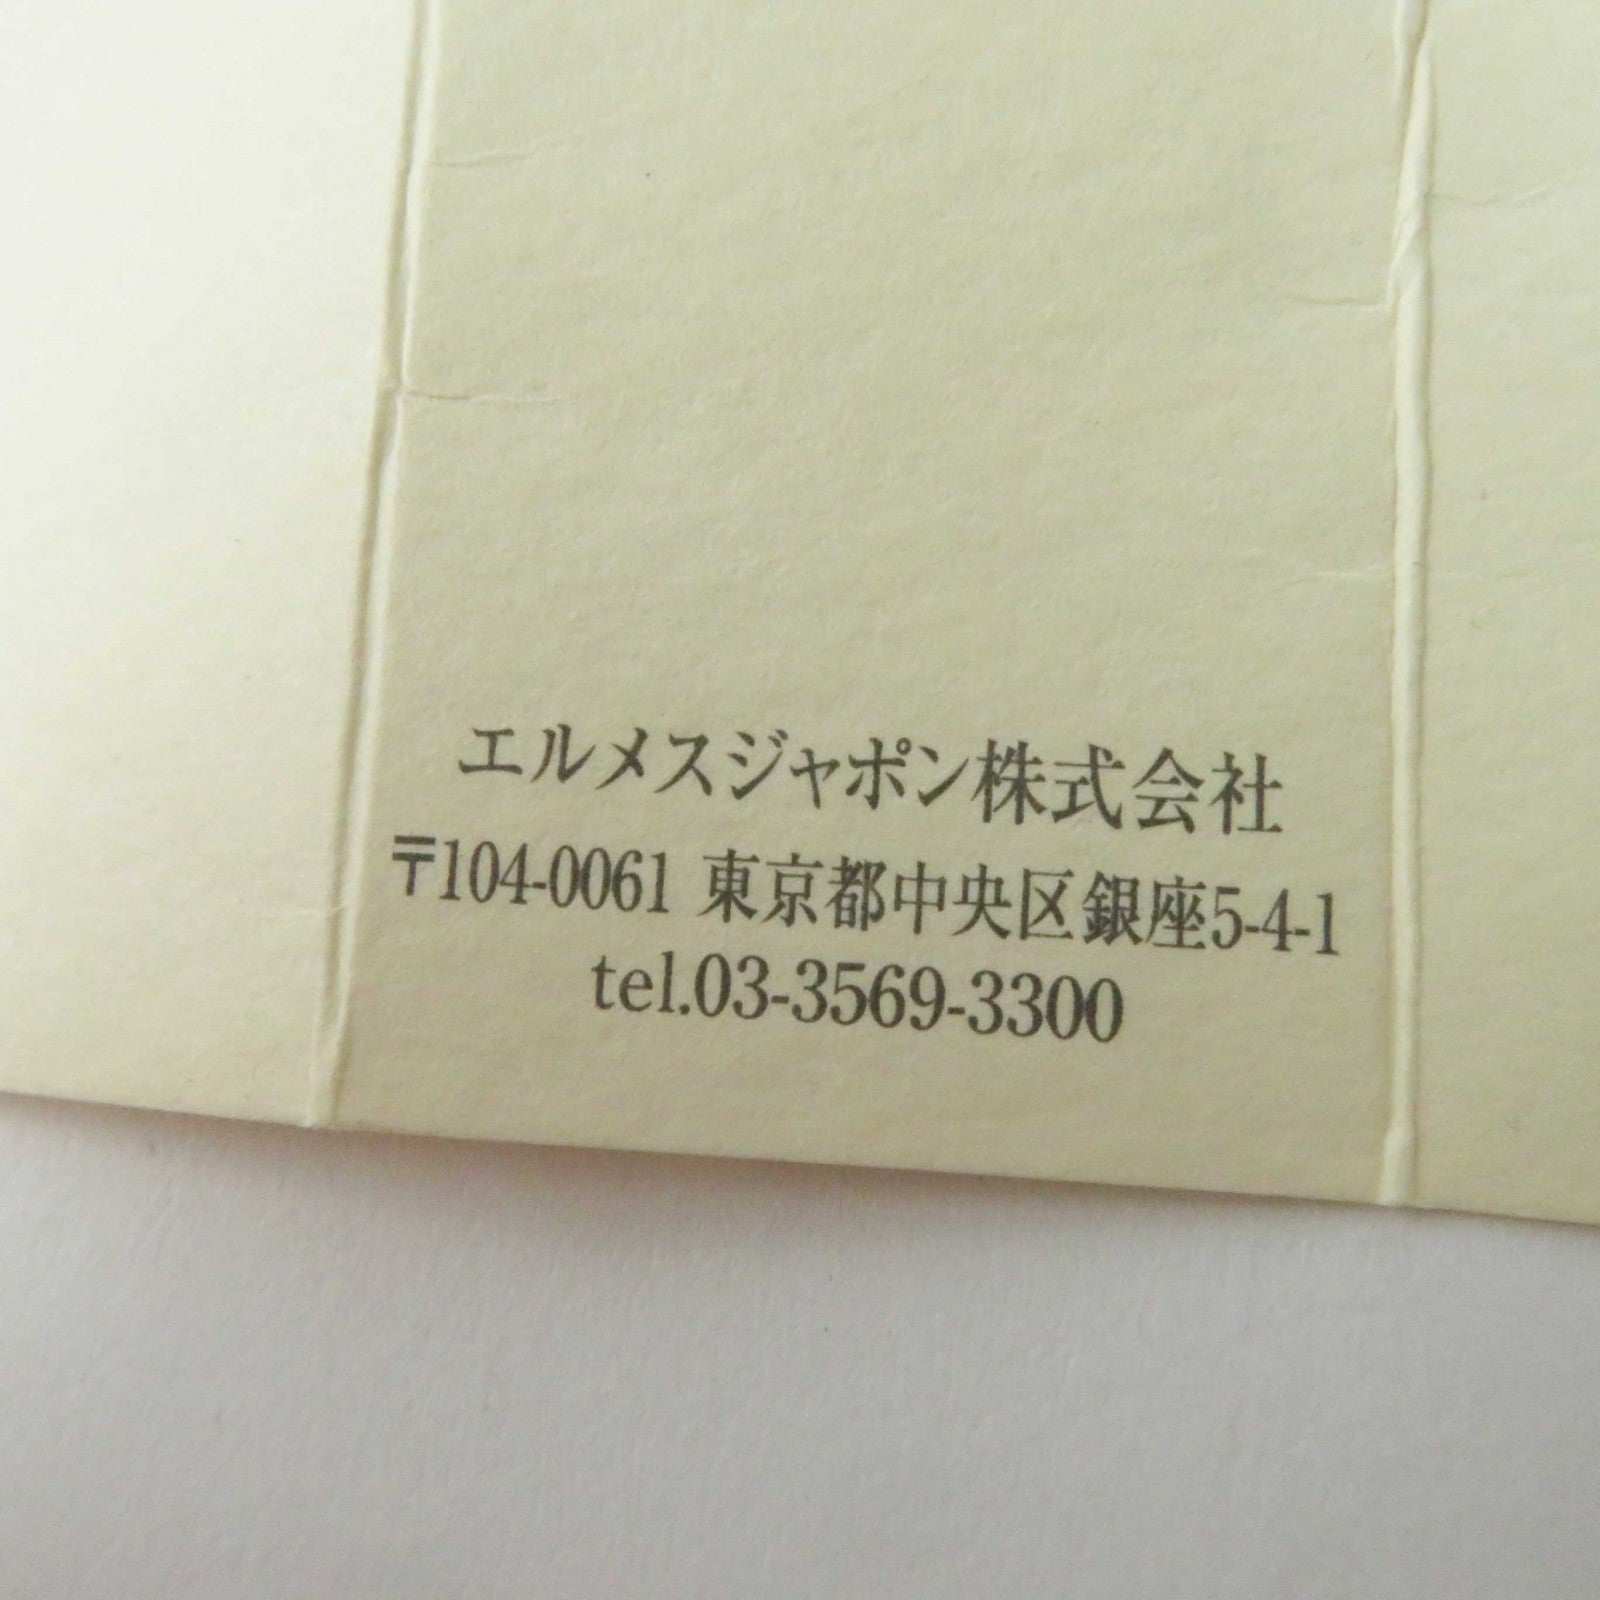 エルメスジャポン株式会社
〒104-0061 東京都中央区銀座5-4-1
tel.03-3569-3300